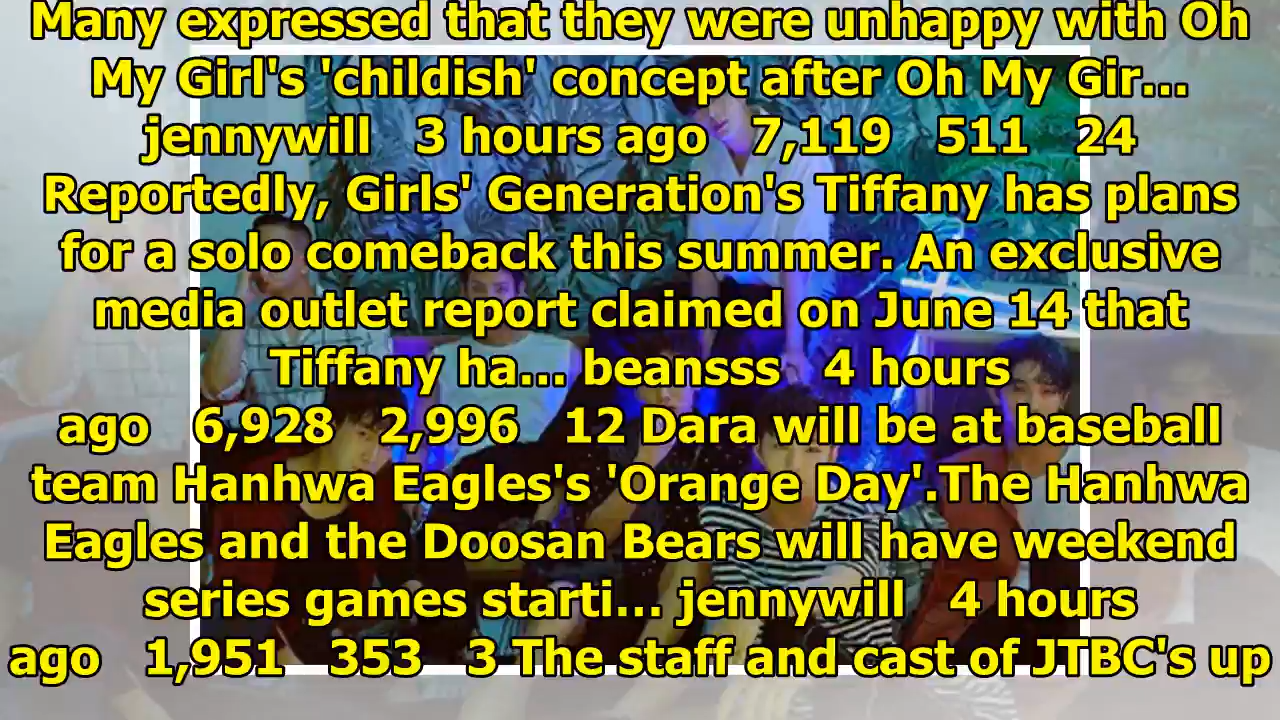 Many expressed that they were unhappy with Oh
My Girl's 'childish' concept after Oh My Gir...
jennywill 3 hours ago 7,119 511 24
Reportedly, Girls' Generation's Tiffany has plans
for a solo comeback this summer. An exclusive
media outlet report claimed on June 14 that
Tiffany ha... beansss 4 hours
ago 6,928 2,996 12 Dara will be at baseball
team Hanhwa Eagles's 'Orange Day'.The Hanhwa
Eagles and the Doosan Bears will have weekend
series games starti... jennywill 4 hours
ago 1,951 353 3 The staff and cast of JTBC's up